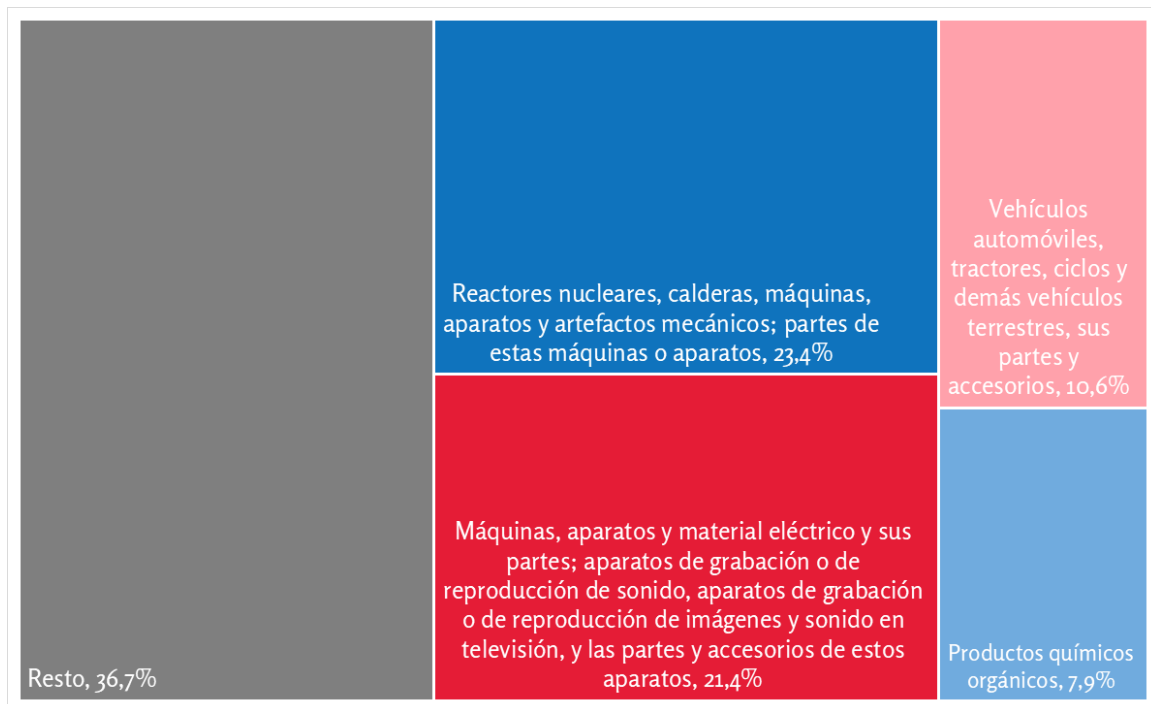 Resto, 36,7%
Reactores nucleares, calderas, máquinas,
aparatos y artefactos mecánicos; partes de
estas máquinas o aparatos, 23,4%
Máquinas, aparatos y material eléctrico y sus
partes; aparatos de grabación o de
reproducción de sonido, aparatos de grabación
o de reproducción de imágenes y sonido en
televisión, y las partes y accesorios de estos
aparatos, 21,4%
Vehículos
automóviles,
tractores, ciclos y
demás vehículos
terrestres, sus
partes y
accesorios, 10,6%
Productos químicos
orgánicos, 7,9%